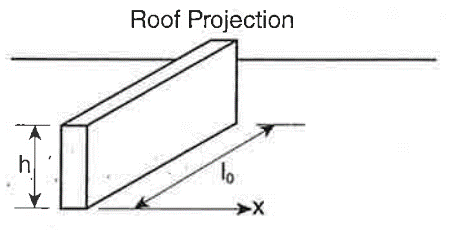 Roof Projection
h
l₀
x